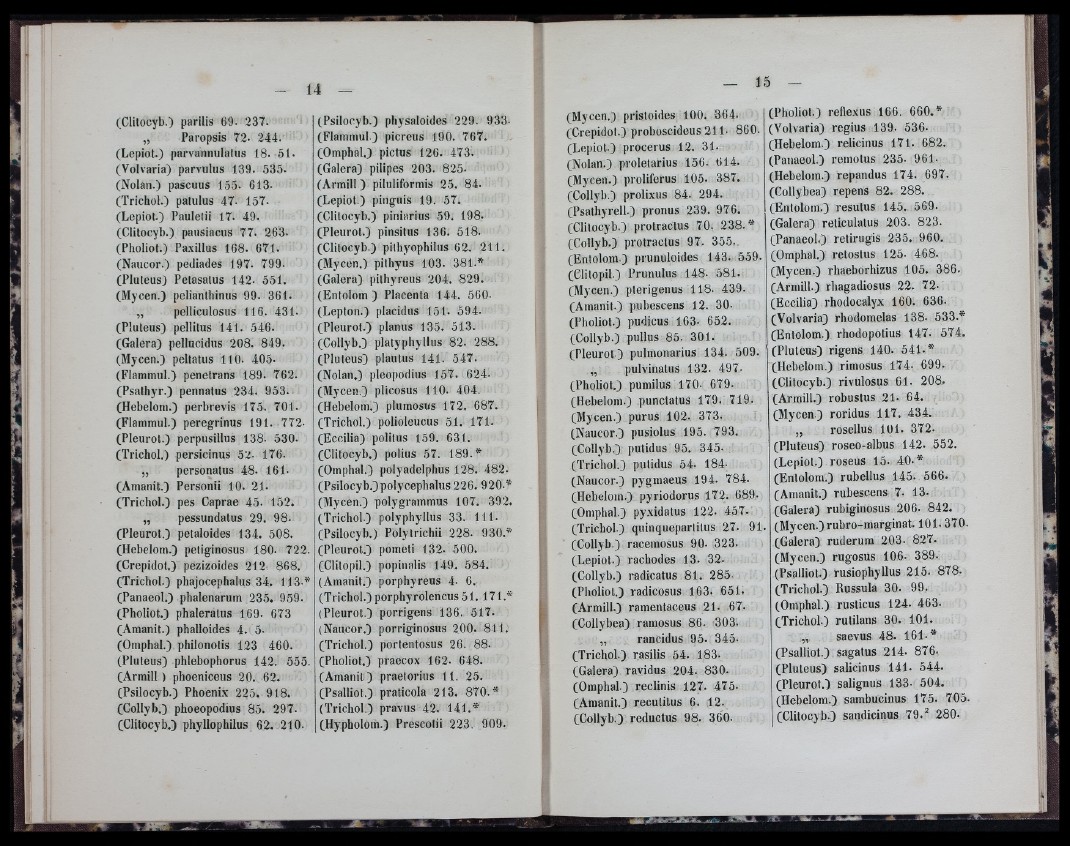 — 14 —
(Clitocyb.) parilis 69. 237.
„ Paropsis 72. 244.
(Lepiot.) parvannulatus 18. 51.
(Volvaria) parvulus 139. 535.
(Nolan.) pascuus 155. 613.
(Trichol.) patulus 47. 157.
(Lepiot.) Pauletii 17. 49.
(Clitocyb.) pausiacus 77. 263.
(Pholiot.) Paxillus 168. 671.
(Naucor.) pediades 197. 799.
(Pluteus) Petasatus 142. 551.
(Mycen.) pelianthinus 99. 361.
„ pelliculosus 116. 431.
(Pluteus) pellitus 141. 546.
(Galera) pellucidus 208. 849.
(Mycen.) peltatus 110. 405.
(Flammul.) penetrans 189. 762.
(Psathyr.) pennatus 234. 953.
(Hebelom.) perbrevis 175. 701.
(Flammul.) peregrinus 191. 772.
(Pleurot.) perpusillus 138. 530.
(Trichol.) persicinus 52. 176.
„ personatus 48. 161.
(Amanit.) Personii 10. 21.
(Trichol.) pes Caprae 45. 152.
„ pessundatus 29. 98.
(Pleurot.) petaloides 134. 508.
(Hebelom.) petiginosus 180. 722.
(Crepidot.) pezizoides 212. 868.
(Trichol.) phajocephalus 34. 113.*
(Panaeol.) phalenarum 235. 959.
(Pholiot.) phaleratus 169. 673
(Amanit.) phalloides 4. 5.
(Omphal.) philonotis 123 460.
(Pluteus) phlebophorus 142. 555.
(Armill) phoeniceus 20. 62.
(Psilocyb.) Phoenix 225. 918.
(Collyb.) phoeopodius 85. 297.
(Clitocyb.) phyllophilus 62. 210.
(Psilocyb.) physaloides 229. 933.
(Flammul.) picreus 190. 767.
(Omphal.) pictus 126. 473.
(Galera) pilipes 203. 825.
(Armill) piluliformis 25. 84.
(Lepiot) pinguis 19. 57.
(Clitocyb.) piniarius 59. 198.
(Pleurot.) pinsitus 136. 518.
(Clitocyb.) pithyophilus 62. 211.
(Mycen.) pithyus 103. 381.*
(Galera) pithyreus 204. 829.
(Entolom) Placenta 144. 560.
(Lepton.) placidus 151. 594.
(Pleurot.) planus 135. 513.
(Collyb.) platyphyllus 82. 288.
(Pluteus) plautus 141. 547.
(Nolan.) pleopodius 157. 624.
(Mycen.) plicosus 110. 404.
(Hebelom.) plumosus 172. 687.
(Trichol.) polioleucus 51. 171.
(Eccilia) politus 159. 631.
(Clitocyb.) polius 57. 189.*
(Omphal.) polyadelphus 128. 482.
(Psilocyb.) polycephalus 226. 920.*
(Mycen.) polygrammus 107. 392.
(Trichol.) polyphyllus 33. 111.
(Psilocyb.) Polytrichii 228. 930.*
(Pleurot.) pometi 132. 500.
(Clitopil.) popinalis 149. 584.
(Amanit.) porphyreus 4. 6.
(Trichol.) porphyroleucus 51. 171.*
(Pleurot.) porrigens 136. 517.
(Naucor.) porriginosus 200. 811.
(Trichol.) portentosus 26. 88.
(Pholiot.) praecox 162. 648.
(Amanit) praetorius 11. 25.
(Psalliot.) praticola 213. 870.*
(Trichol.) pravus 42. 141.*
(Hypholom.) Prescotii 223. 909.
— 15 —
(Mycen.) pristoides 100. 364.
(Crepidot.) proboscideus 211. 860.
(Lepiot.) procerus 12. 31.
(Nolan.) proletarius 156. 614.
(Mycen.) proliferus 105. 387.
(Collyb.) prolixus 84. 294.
(Psathyrell.) pronus 239. 976.
(Clitocyb.) protractus 70. 238.*
(Collyb.) protractus 97. 355.
(Entolom.) prunuloides 143. 559.
(Clitopil.) Prunulus 148. 581.
(Mycen.) pterigenus 118. 439.
(Amanit.) pubescens 12. 30.
(Pholiot.) pudicus 163. 652.
(Collyb.) pullus 85. 301.
(Pleurot.) pulmonarius 134. 509.
„ pulvinatus 132. 497.
(Pholiot.) pumilus 170. 679.
(Hebelom.) punctatus 179. 719.
(Mycen.) purus 102. 373.
(Naucor.) pusiolus 195. 793.
(Collyb.) putidus 95. 345.
(Trichol.) putidus 54. 184.
(Naucor.) pygmaeus 194. 784.
(Hebelom.) pyriodorus 172. 689.
(Omphal.) pyxidatus 122. 457.
(Trichol.) quinquepartitus 27. 91.
(Collyb.) racemosus 90. 323.
(Lepiot.) rachodes 13. 32.
(Collyb.) radicatus 81. 285.
(Pholiot.) radicosus 163. 651.
(Armill.) ramentaceus 21. 67.
(Collybea) ramosus 86. 303.
„ rancidus 95. 345.
(Trichol.) rasilis 54. 183.
(Galera) ravidus 204. 830.
(Omphal.) reclinis 127. 475.
(Amanit.) recutitus 6. 12.
(Collyb.) reductus 98. 360.
(Pholiot.) reflexus 166. 660.*
(Volvaria) regius 139. 536.
(Hebelom.) relicinus 171. 682.
(Panaeol.) remotus 235. 961.
(Hebelom.) repandus 174. 697.
(Collybea) repens 82. 288.
(Entolom.) resutus 145. 569.
(Galera) reticulatus 203. 823.
(Panaeol.) retirugis 235. 960.
(Omphal.) retostus 125. 468.
(Mycen.) rhaeborhizus 105. 386.
(Armill.) rhagadiosus 22. 72.
(Eccilia) rhodocalyx 160. 636.
(Volvaria) rhodomelas 138. 533.*
(Entolom.) rhodopotius 147. 574.
(Pluteus) rigens 140. 541.*
(Hebelom.) rimosus 174. 699.
(Clitocyb.) rivulosus 61. 208.
(Armill.) robustus 21. 64.
(Mycen.) roridus 117. 434.
„ rosellus 101. 372.
(Pluteus) roseo-albus 142. 552.
(Lepiot.) roseus 15. 40.*
(Entolom.) rubellus 145. 566.
(Amanit.) rubescens 7. 13.
(Galera) rubiginosus 206. 842.
(Mycen.) rubro-marginat. 101. 370.
(Galera) ruderum 203. 827.
(Mycen.) rugosus 106. 389.
(Psalliot.) rusiophyllus 215. 878.
(Trichol.) Russula 30. 99.
(Omphal.) rusticus 124. 463.
(Trichol.) rutilans 30. 101.
„ saevus 48. 161.*
(Psalliot.) sagatus 214. 876.
(Pluteus) salicinus 141. 544.
(Pleurot.) salignus 133. 504.
(Hebelom.) sambucinus 175. 705.
(Clitocyb.) sandicinus 79.² 280.